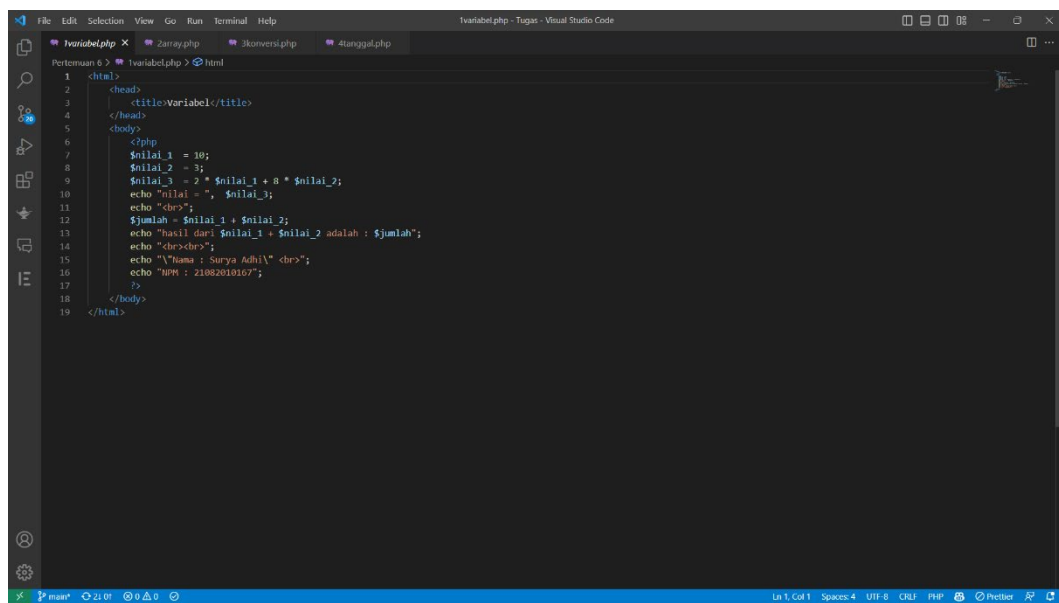 File Edit Selection View Go Run Terminal Help 1variabel.php - Tugas - Visual Studio Code
1variabel.php 2array.php 3konversi.php 4tanggal.php
Pertemuan 6 > 1variabel.php > html
1 <html>
2 <head>
3 <title>Variabel</title>
4 </head>
5 <body>
6 <?php
7 $nilai_1 = 10;
8 $nilai_2 = 3;
9 $nilai_3 = 2 * $nilai_1 + 8 * $nilai_2;
10 echo "nilai = ", $nilai_3;
11 echo "<br>";
12 $jumlah = $nilai_1 + $nilai_2;
13 echo "hasil dari $nilai_1 + $nilai_2 adalah : $jumlah";
14 echo "<br><br>";
15 echo "\"Nama : Surya Adhi\" <br>";
16 echo "NPM : 21082010167";
17 ?>
18 </body>
19 </html>
main* 2↓ 0↑ 0 0 Ln 1, Col 1 Spaces: 4 UTF-8 CRLF PHP Prettier